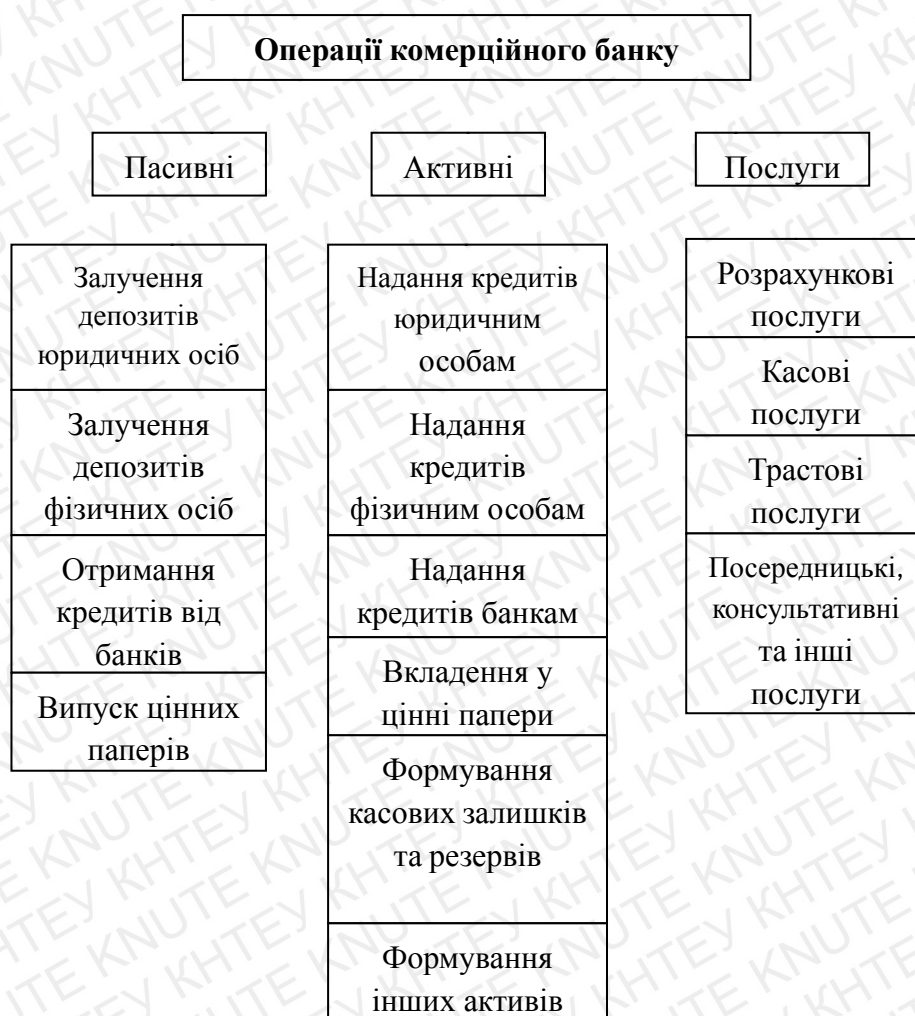 Операції комерційного банку
Пасивні
Активні
Послуги
Залучення
депозитів
юридичних осіб
Залучення
депозитів
фізичних осіб
Отримання
кредитів від
банків
Випуск цінних
паперів
Надання кредитів
юридичним
особам
Надання
кредитів
фізичним особам
Надання
кредитів банкам
Вкладення у
цінні папери
Формування
касових залишків
та резервів
Формування
інших активів
Розрахункові
послуги
Касові
послуги
Трастові
послуги
Посередницькі,
консультативні
та інші
послуги
KNUTE КНТЕУ